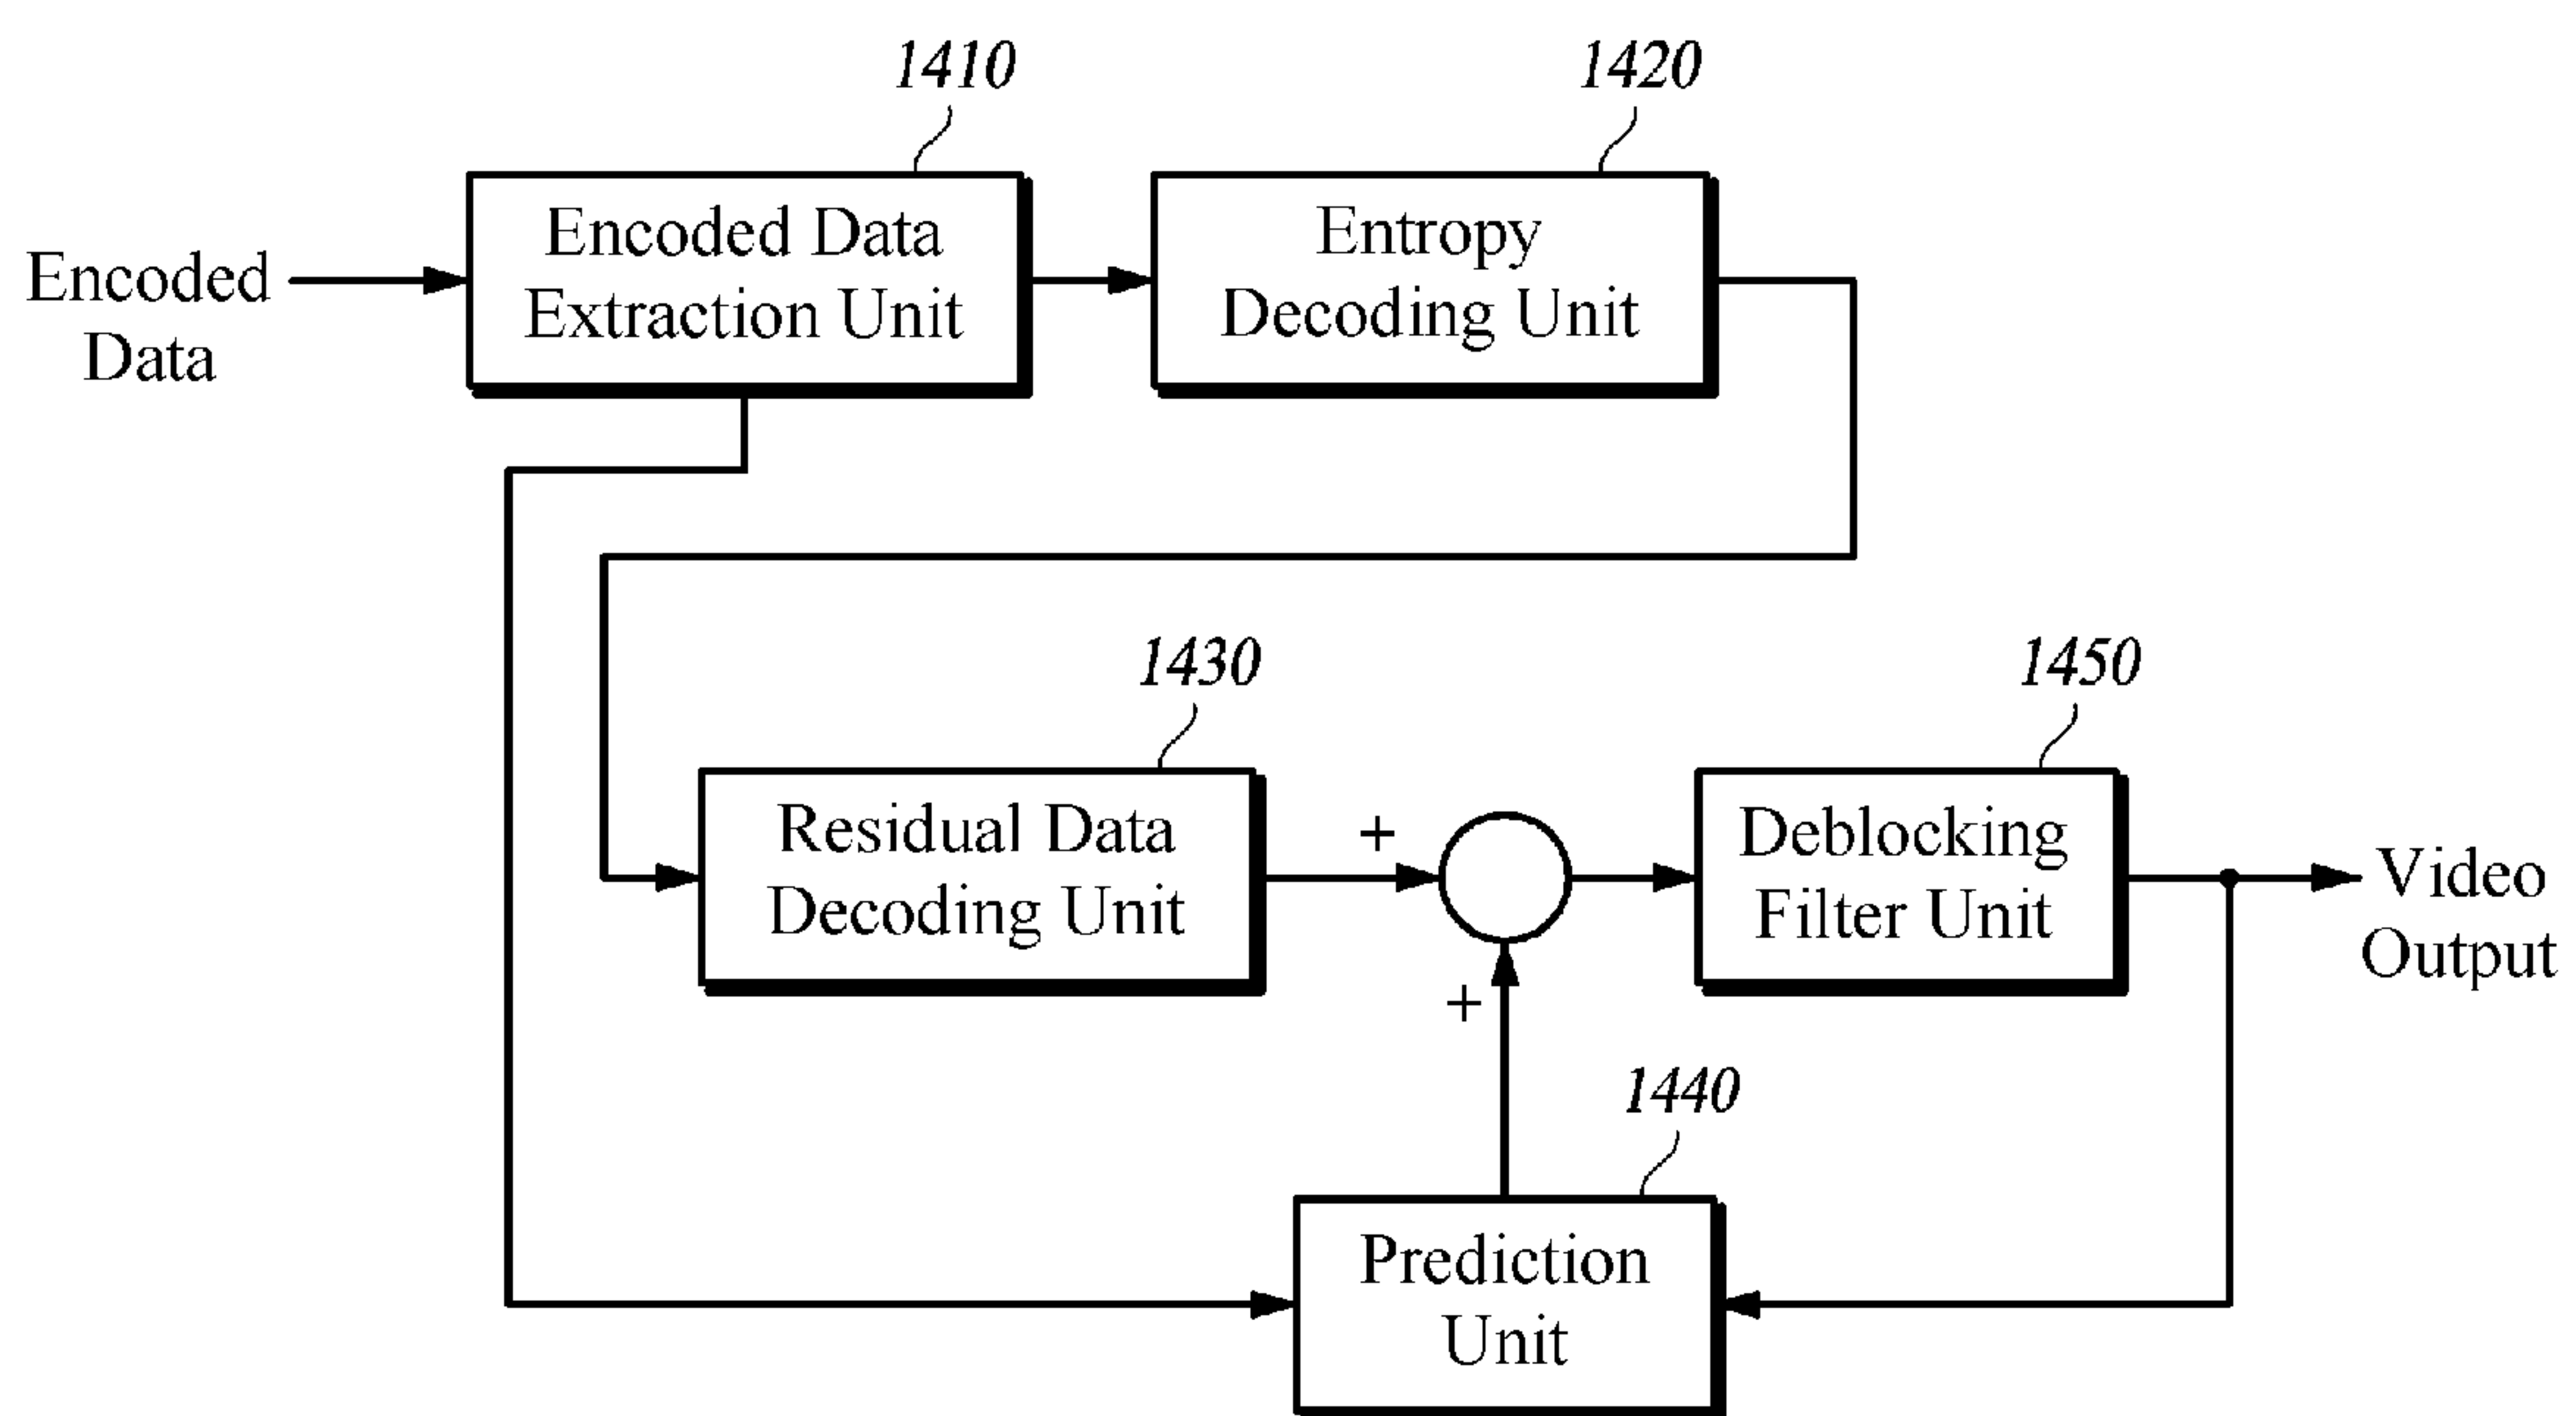 1410
1420
Encoded Data
Extraction Unit
Entropy
Decoding Unit
Encoded
Data
1430
1450
Residual Data
Decoding Unit
+
Deblocking
Filter Unit
Video
Output
+
1440
Prediction
Unit